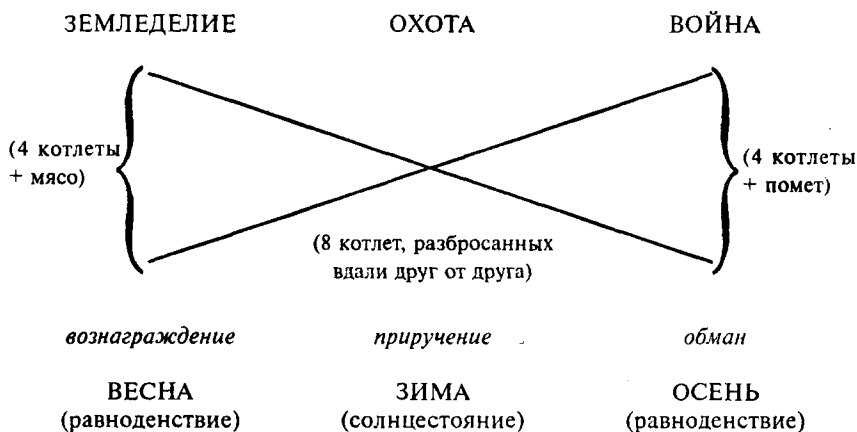 ЗЕМЛЕДЕЛИЕ ОХОТА ВОЙНА
(4 котлеты
+ мясо)
(4 котлеты
+ помет)
(8 котлет, разбросанных
вдали друг от друга)
вознаграждение приручение обман
ВЕСНА ЗИМА ОСЕНЬ
(равноденствие) (солнцестояние) (равноденствие)